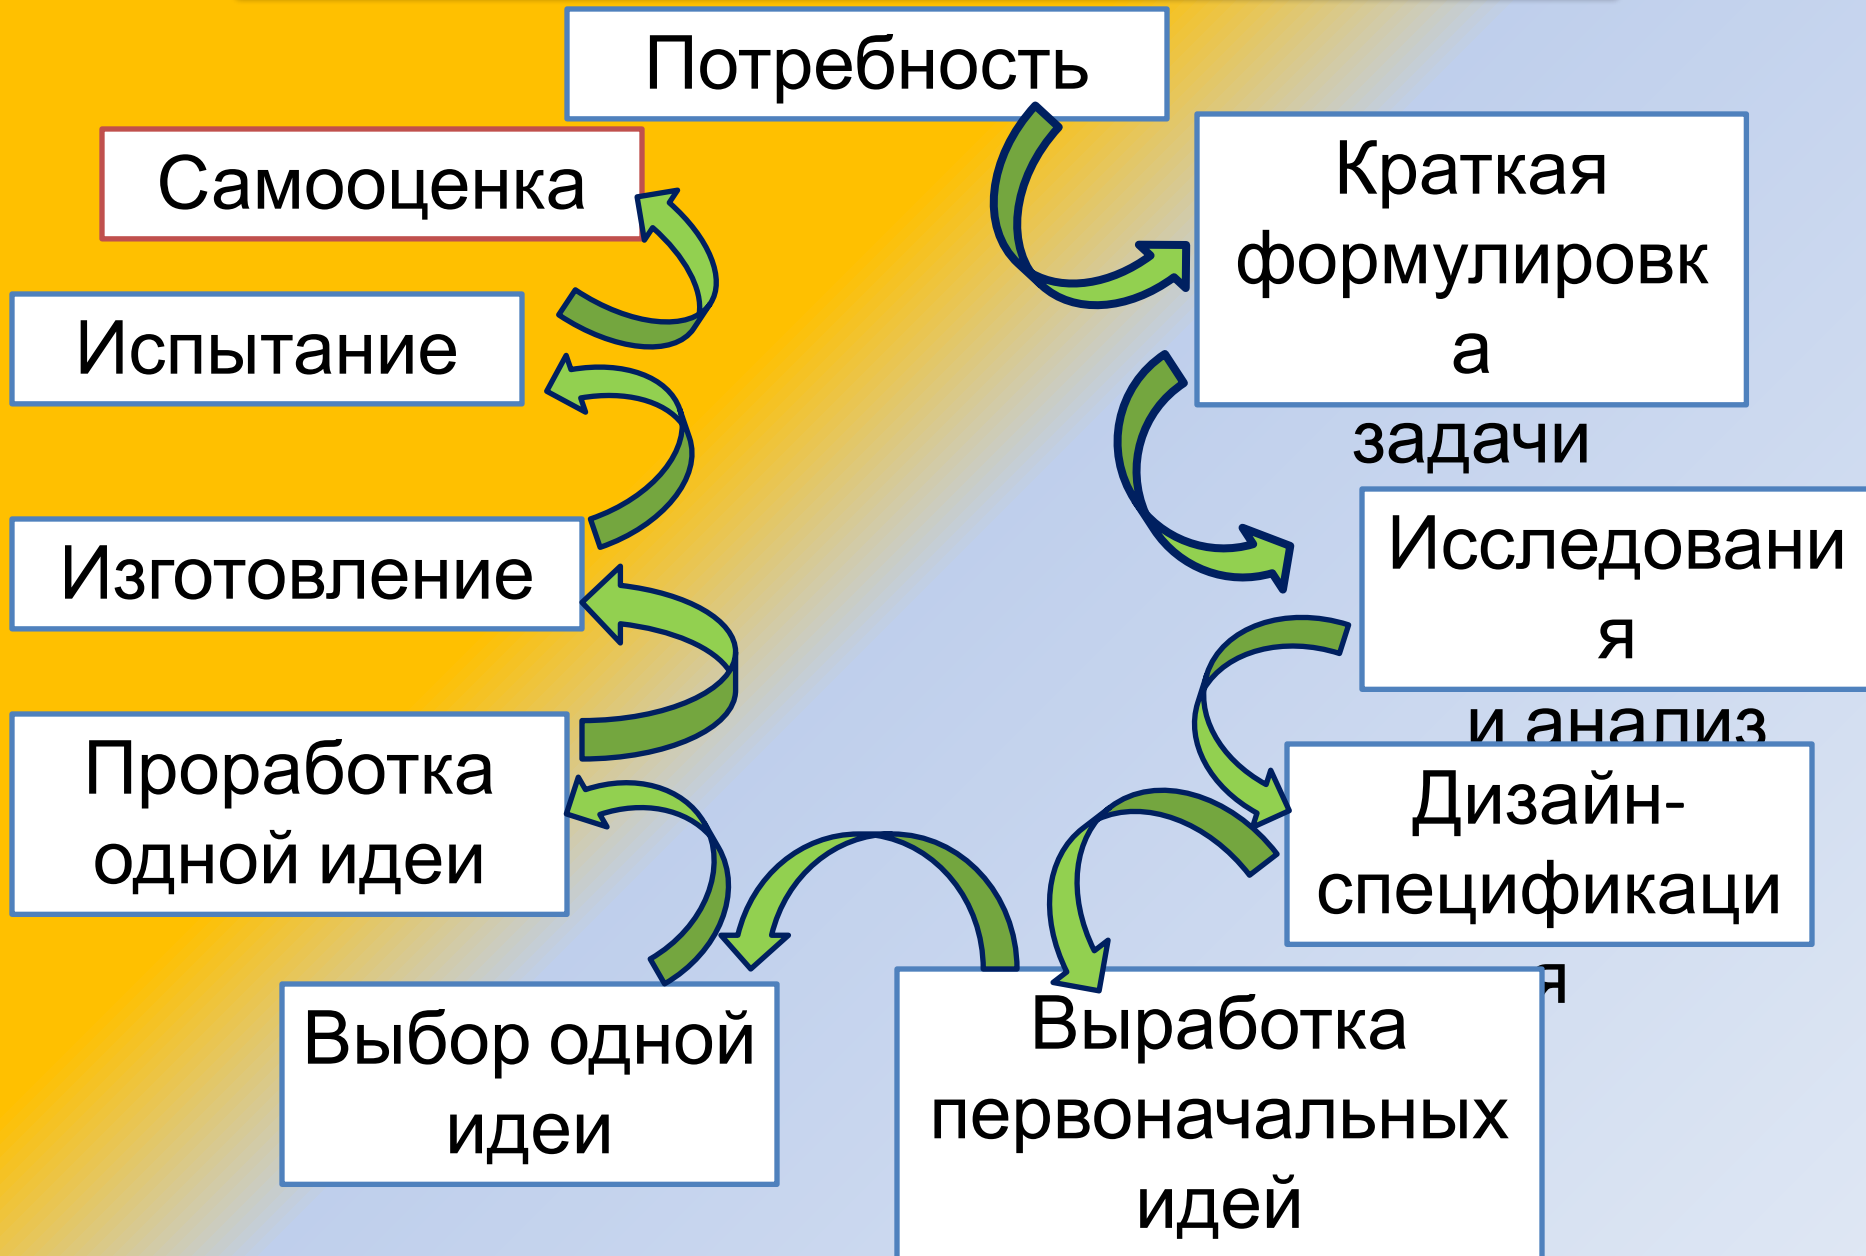 Потребность
Краткая
формулировк
а
задачи
Исследовани
я
и анализ
Дизайн-
спецификаци
я
Выработка
первоначальных
идей
Выбор одной
идеи
Проработка
одной идеи
Изготовление
Испытание
Самооценка